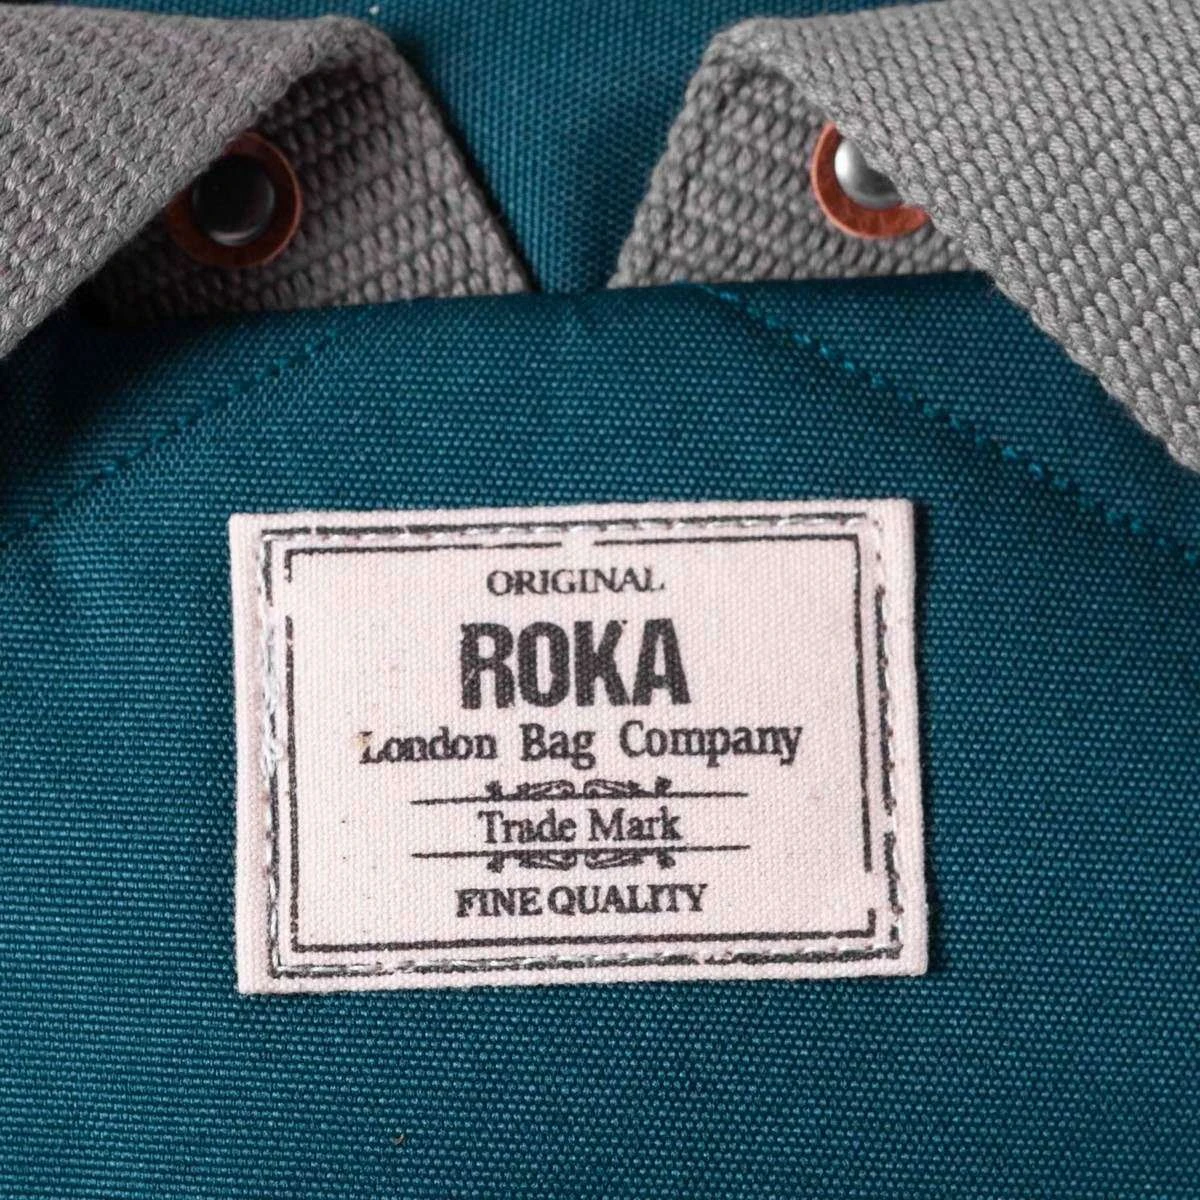 ORIGINAL
ROKA
London Bag Company
Trade Mark
FINE QUALITY